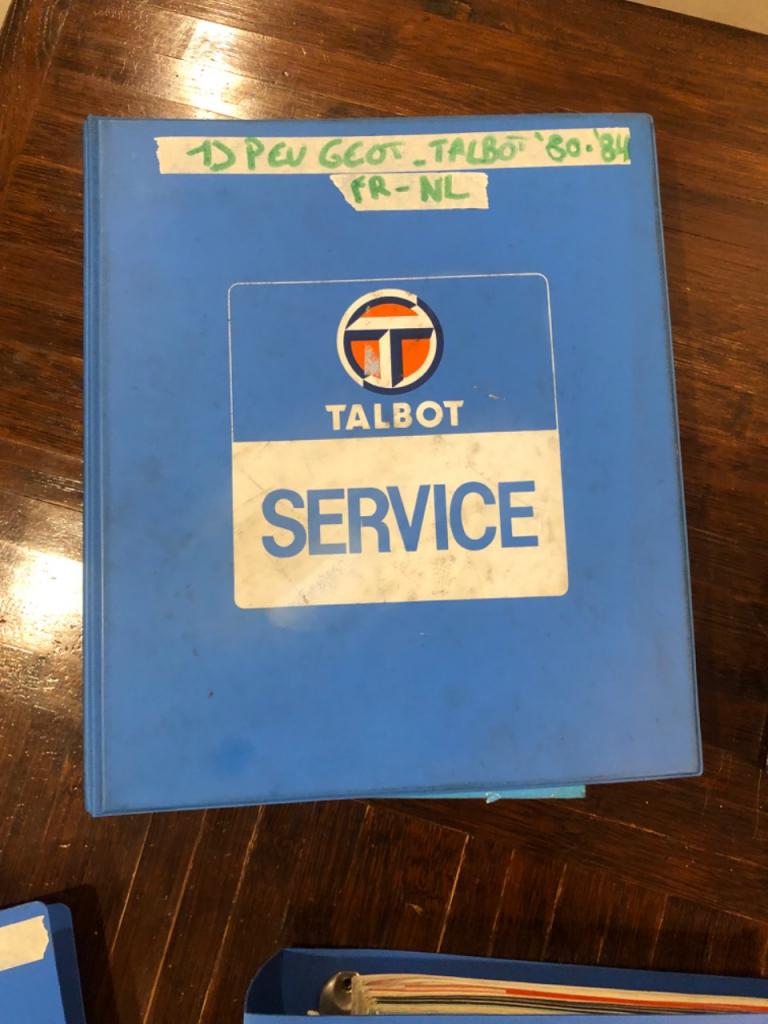 1) PEUGEOT - TALBOT '80-'84
FR-NL
TALBOT
SERVICE